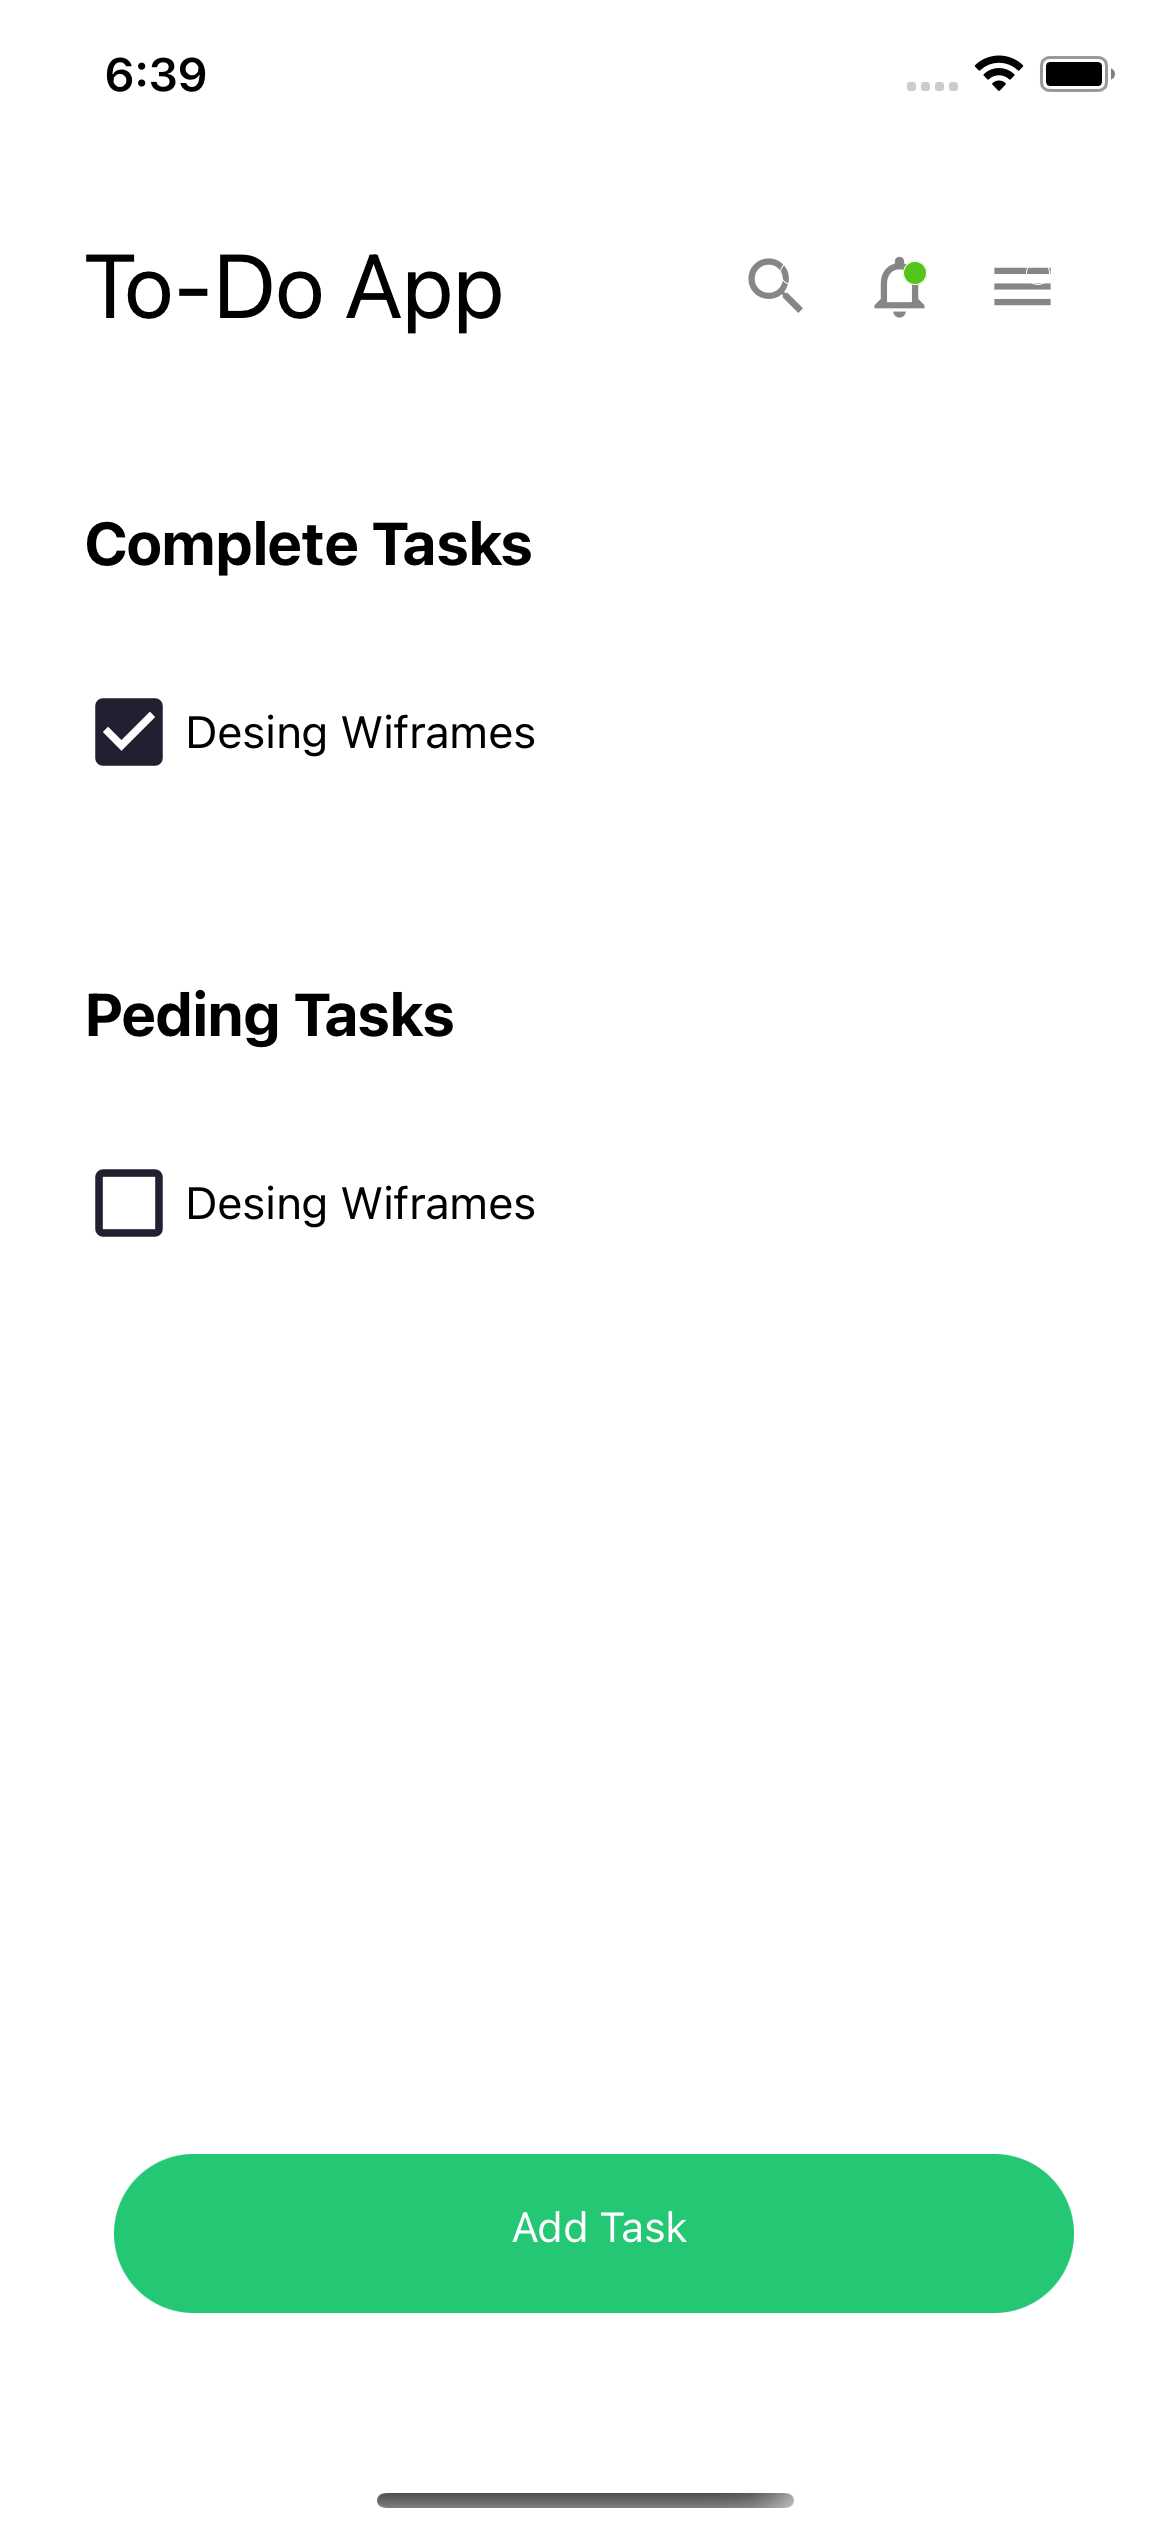 6:39
To-Do App
Complete Tasks
Desing Wiframes
Peding Tasks
Desing Wiframes
Add Task